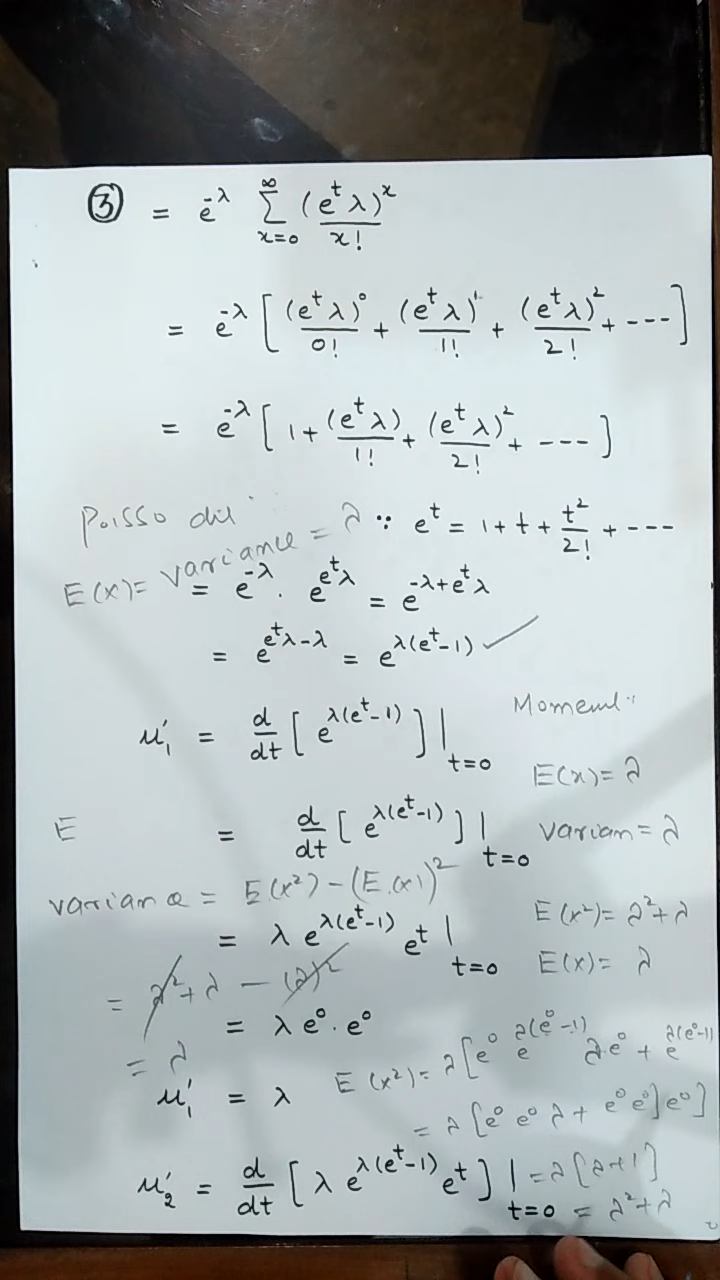 ③ = e^-λ Σ_{x=0}^{∞} (e^t λ)^x / x!
= e^-λ [ (e^t λ)^0 / 0! + (e^t λ)^1 / 1! + (e^t λ)^2 / 2! + --- ]
= e^-λ [ 1 + (e^t λ) / 1! + (e^t λ)^2 / 2! + --- ]
Poisso
∵ e^t = 1 + t + t^2 / 2! + ---
E(x) = variance = λ
= e^-λ . e^{e^t λ} = e^{-λ + e^t λ}
= e^{e^t λ - λ} = e^{λ(e^t - 1)} ✓
Moment
μ'_1 = d/dt [ e^{λ(e^t - 1)} ] |_{t=0}
E(x) = λ
E
= d/dt [ e^{λ(e^t - 1)} ] |_{t=0}
varian = λ
variance = E(x^2) - (E(x))^2
E(x^2) = λ^2 + λ
= λ e^{λ(e^t - 1)} e^t |_{t=0}
E(x) = λ
= λ^2 + λ - (λ)^2
= λ e^0 . e^0
= λ
E(x^2) = λ [ e^0 e^{λ(e^0 - 1)} λ.e^0 + e^{λ(e^0 - 1)}
μ'_1 = λ
= λ [ e^0 e^0 λ + e^0 e^0 ] e^0 ]
μ'_2 = d/dt [ λ e^{λ(e^t - 1)} e^t ] |_{t=0} = λ [ λ + 1 ]
= λ^2 + λ